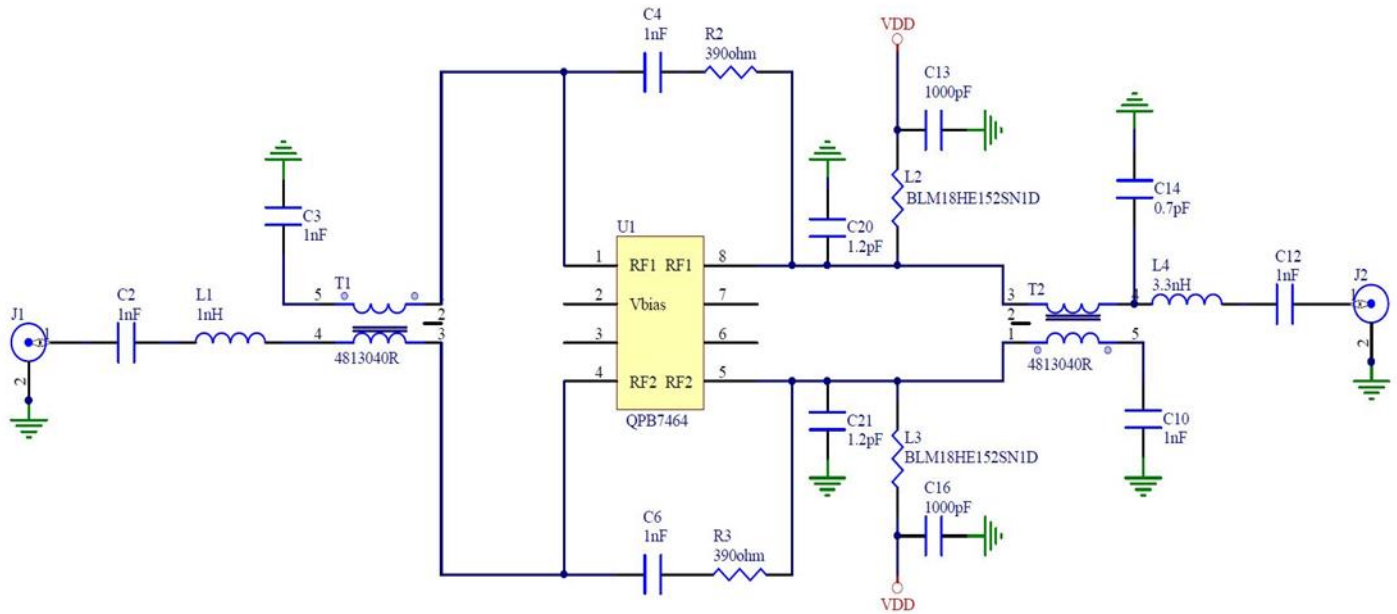 C4
1nF
R2
390ohm
VDD
C13
1000pF
C3
1nF
U1
C20
1.2pF
L2
BLM18HE152SN1D
C14
0.7pF
1 RF1 RF1 8
2 Vbias 7
3 6
4 RF2 RF2 5
QPB7464
J1
1
2
C2
1nF
L1
1nH
5 T1
4 2
3
4813040R
3 T2 4
2
1 5
4813040R
L4
3.3nH
C12
1nF
J2
1
2
C21
1.2pF
L3
BLM18HE152SN1D
C10
1nF
C16
1000pF
C6
1nF
R3
390ohm
VDD